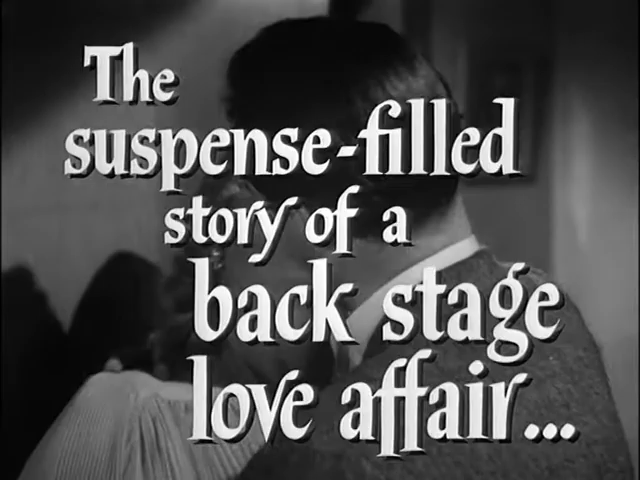 The
suspense-filled
story of a
back stage
love affair...